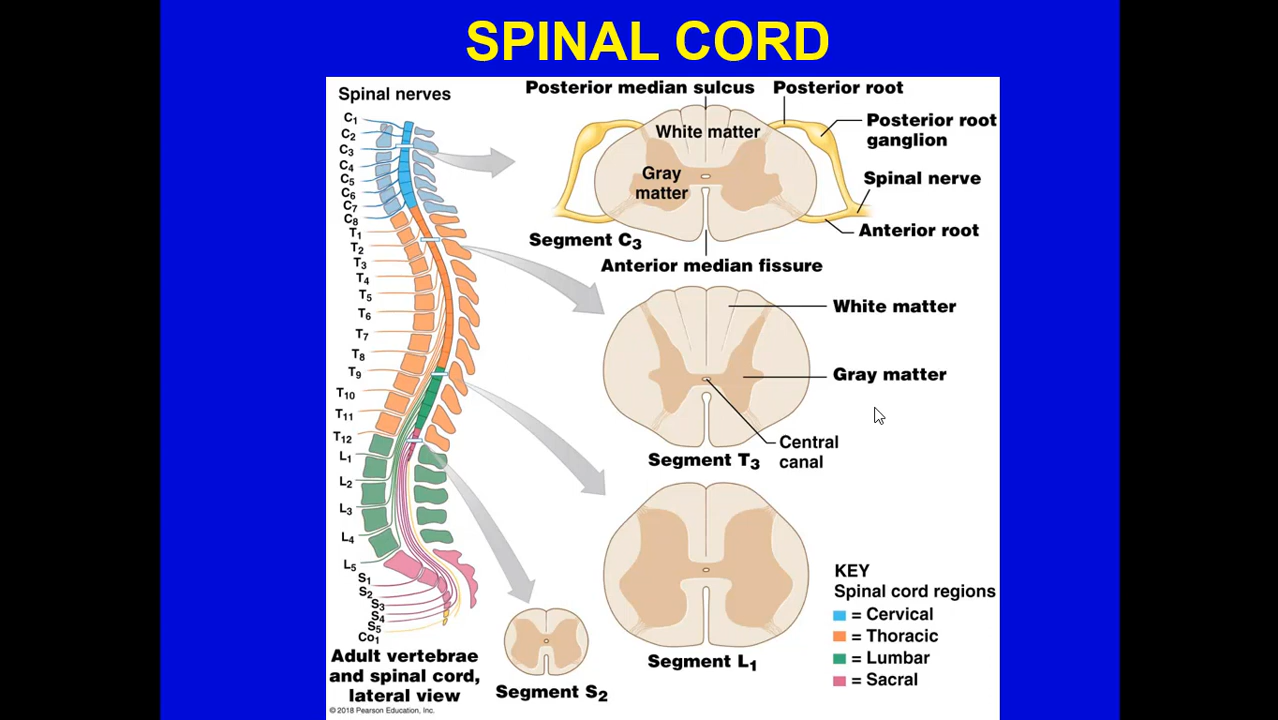 SPINAL CORD
Spinal nerves
C1
C2
C3
C4
C5
C6
C7
C8
T1
T2
T3
T4
T5
T6
T7
T8
T9
T10
T11
T12
L1
L2
L3
L4
L5
S1
S2
S3
S4
S5
Co1
Adult vertebrae
and spinal cord,
lateral view
© 2018 Pearson Education, Inc.
Posterior median sulcus
Posterior root
White matter
Posterior root
ganglion
Gray
matter
Spinal nerve
Anterior root
Segment C3
Anterior median fissure
White matter
Gray matter
Central
canal
Segment T3
Segment L1
Segment S2
KEY
Spinal cord regions
= Cervical
= Thoracic
= Lumbar
= Sacral